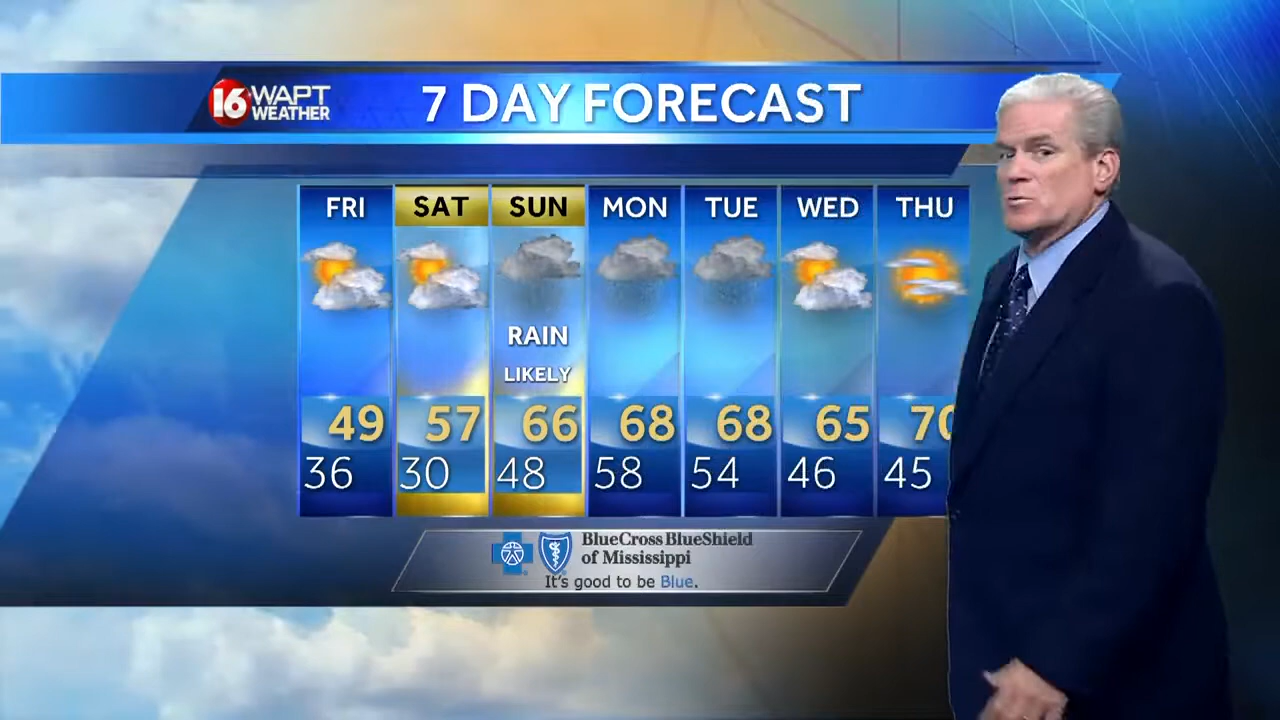 16 WAPT
WEATHER
7 DAY FORECAST
FRI SAT SUN MON TUE WED THU
RAIN
LIKELY
49 57 66 68 68 65 70
36 30 48 58 54 46 45
BlueCross BlueShield
of Mississippi
It's good to be Blue.